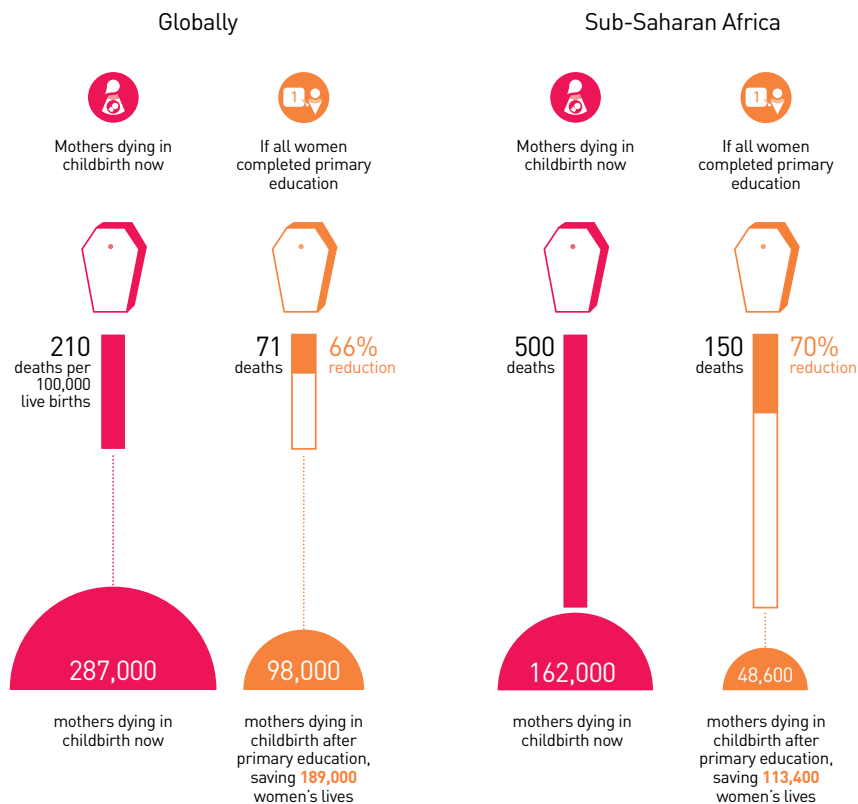 Globally
Mothers dying in
childbirth now
1
If all women
completed primary
education
210
deaths per
100,000
live births
71
deaths
66%
reduction
287,000
mothers dying in
childbirth now
98,000
mothers dying in
childbirth after
primary education,
saving 189,000
women's lives
Sub-Saharan Africa
Mothers dying in
childbirth now
1
If all women
completed primary
education
500
deaths
150
deaths
70%
reduction
162,000
mothers dying in
childbirth now
48,600
mothers dying in
childbirth after
primary education,
saving 113,400
women's lives